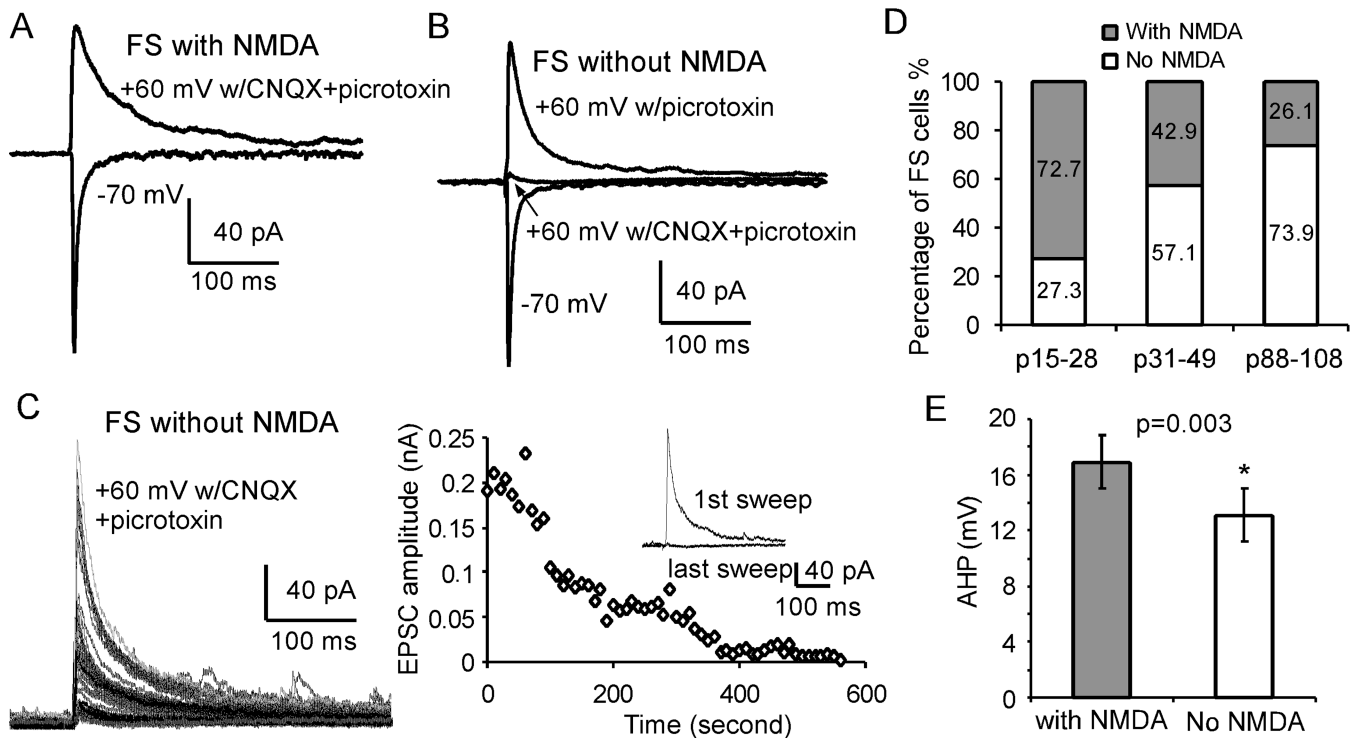 A
FS with NMDA
+60 mV w/CNQX+picrotoxin
-70 mV
40 pA
100 ms
B
FS without NMDA
+60 mV w/picrotoxin
+60 mV w/CNQX+picrotoxin
-70 mV
40 pA
100 ms
D
With NMDA
No NMDA
Percentage of FS cells %
100
80
60
40
20
0
72.7
27.3
42.9
57.1
26.1
73.9
p15-28
p31-49
p88-108
C
FS without NMDA
+60 mV w/CNQX
+picrotoxin
40 pA
100 ms
EPSC amplitude (nA)
0.25
0.2
0.15
0.1
0.05
0
0
200
400
600
Time (second)
1st sweep
last sweep
40 pA
100 ms
E
AHP (mV)
20
16
12
8
4
0
p=0.003
*
with NMDA
No NMDA